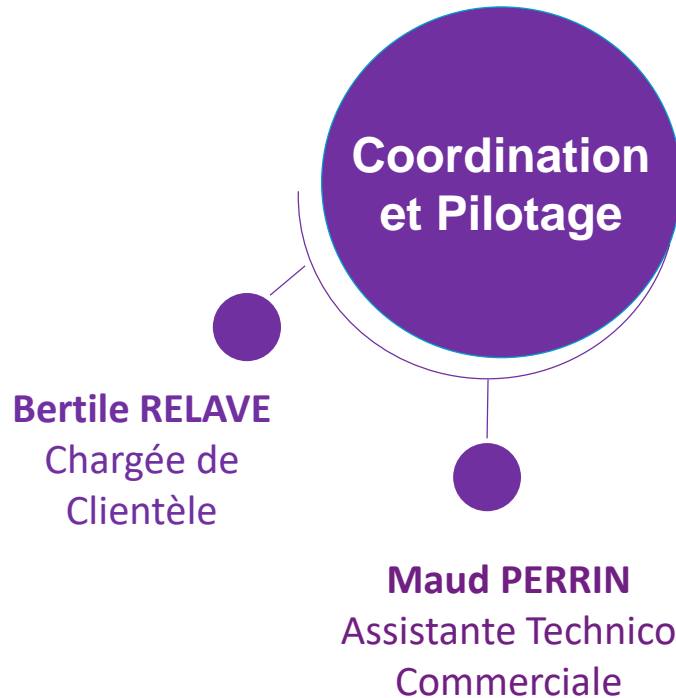 Coordination
et Pilotage
Bertile RELAVE
Chargée de
Clientèle
Maud PERRIN
Assistante Technico
Commerciale